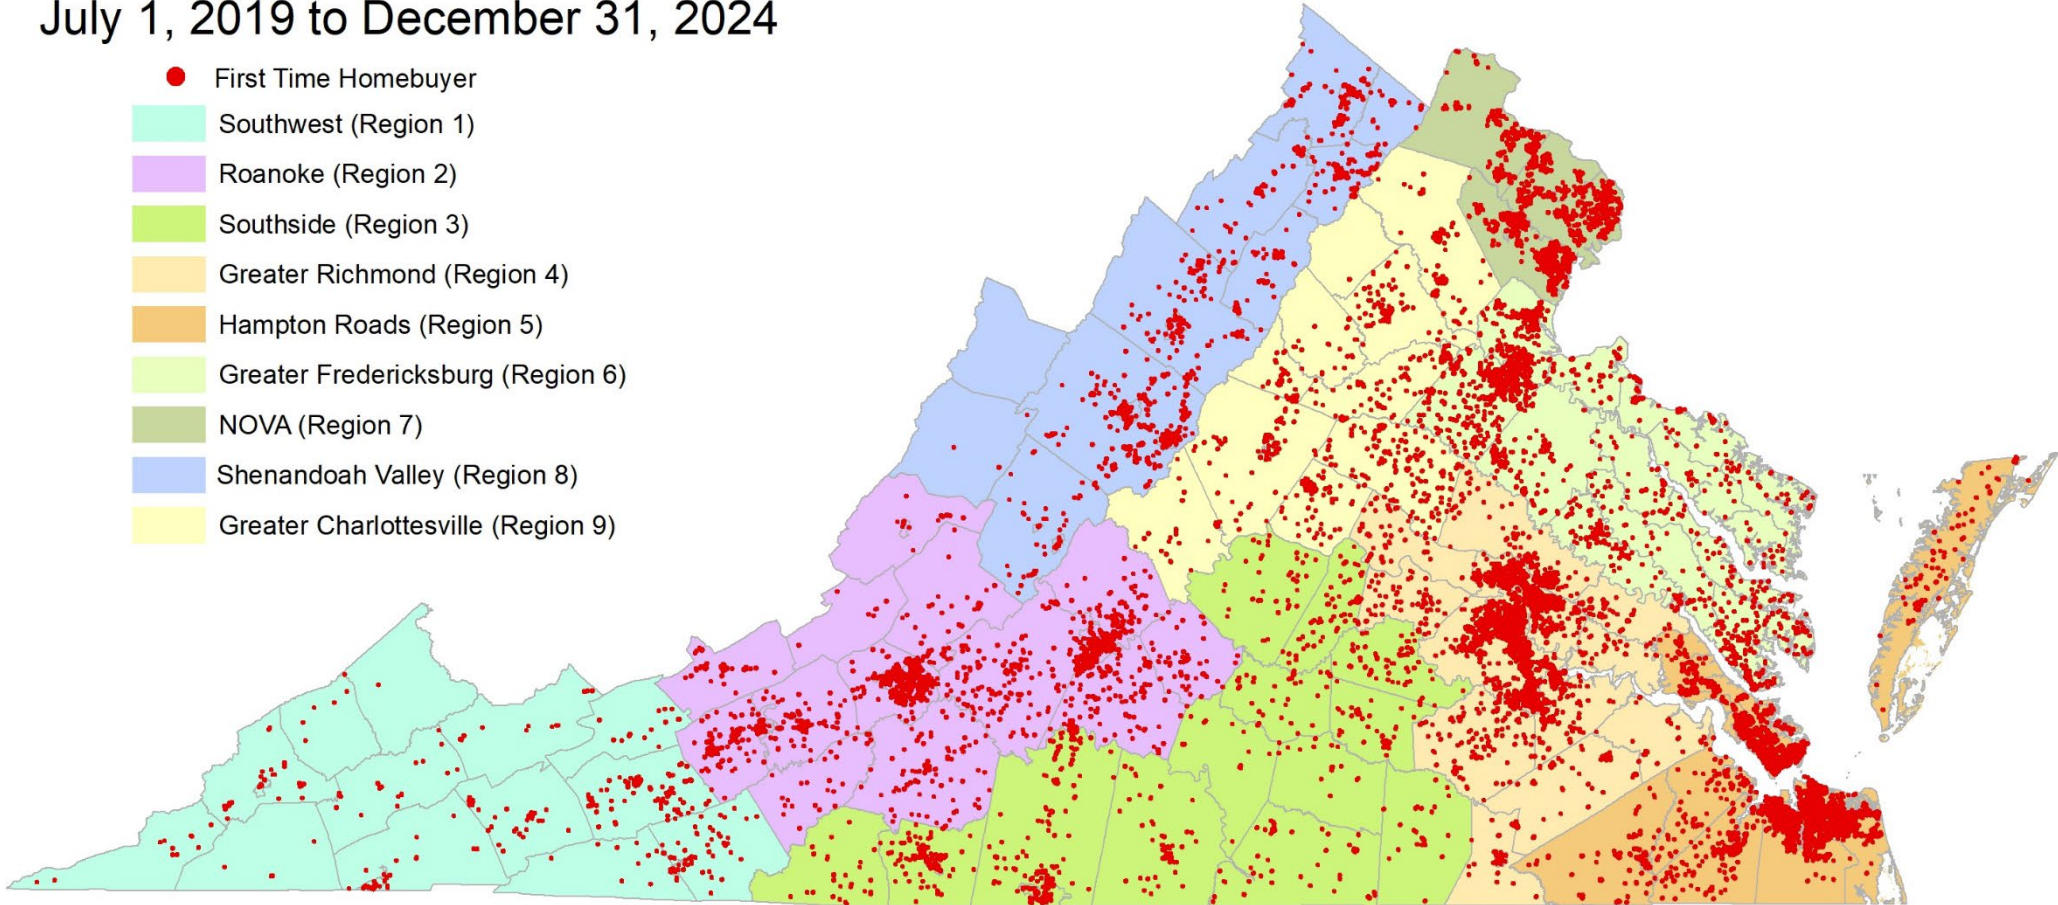 July 1, 2019 to December 31, 2024
First Time Homebuyer
Southwest (Region 1)
Roanoke (Region 2)
Southside (Region 3)
Greater Richmond (Region 4)
Hampton Roads (Region 5)
Greater Fredericksburg (Region 6)
NOVA (Region 7)
Shenandoah Valley (Region 8)
Greater Charlottesville (Region 9)